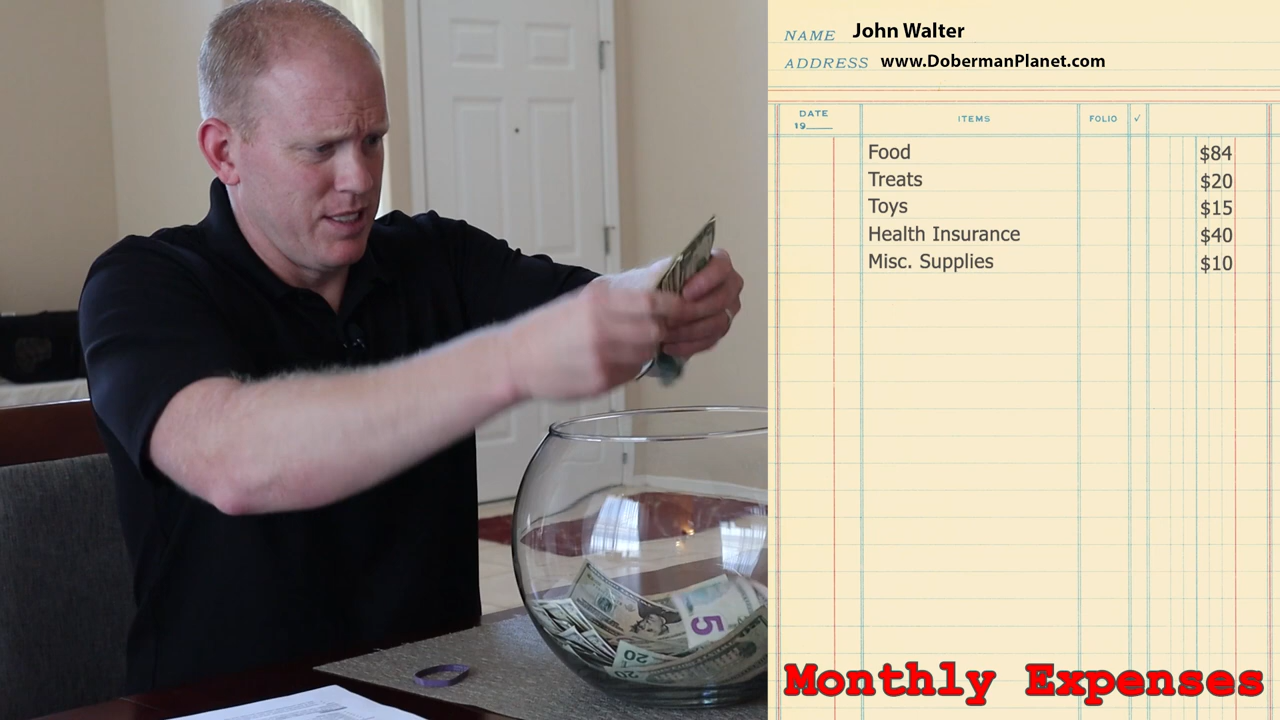 NAME John Walter
ADDRESS www.DobermanPlanet.com
DATE
19
ITEMS
FOLIO
✓
Food $84
Treats $20
Toys $15
Health Insurance $40
Misc. Supplies $10
5
20
20
Monthly Expenses